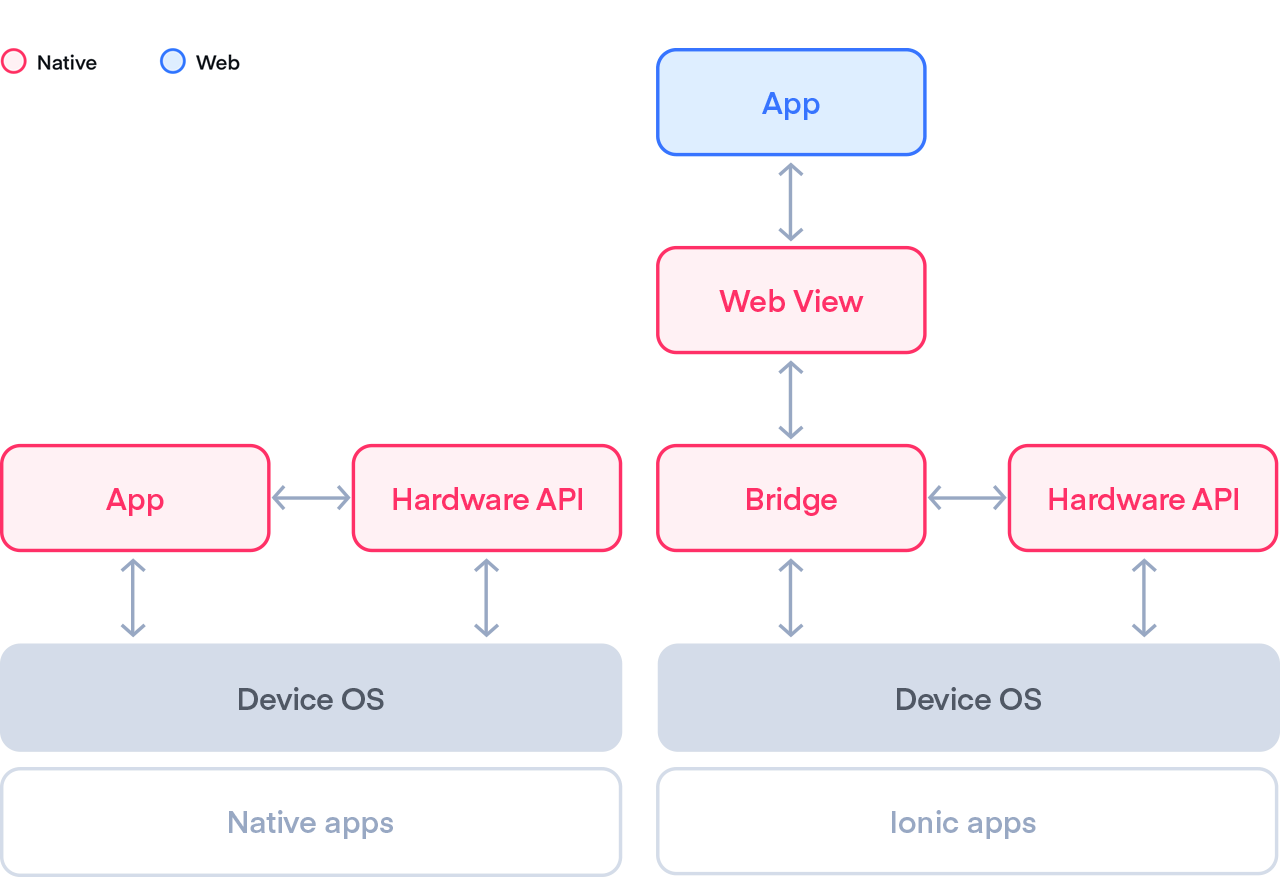 Native
Web
App
Web View
App
Hardware API
Bridge
Hardware API
Device OS
Device OS
Native apps
Ionic apps